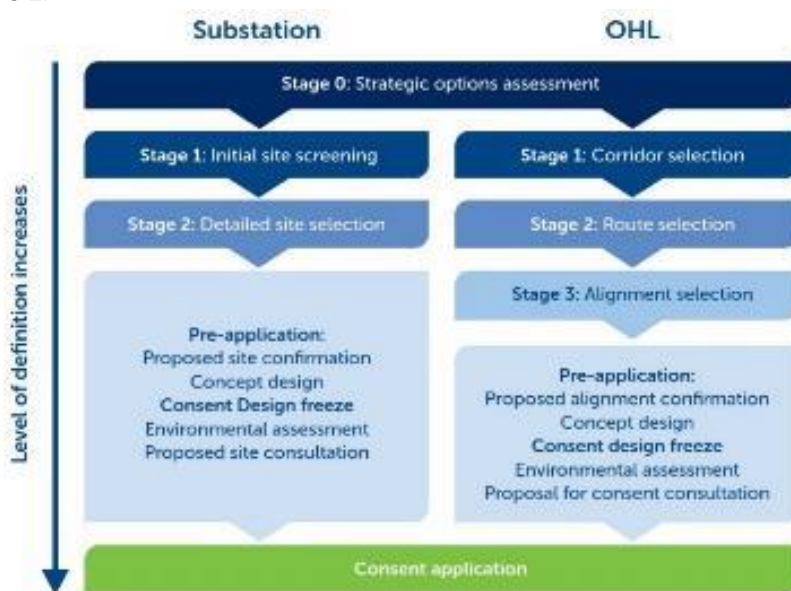 Substation
OHL
Level of definition increases
Stage 0: Strategic options assessment
Stage 1: Initial site screening
Stage 1: Corridor selection
Stage 2: Detailed site selection
Stage 2: Route selection
Stage 3: Alignment selection
Pre-application:
Proposed site confirmation
Concept design
Consent Design freeze
Environmental assessment
Proposed site consultation
Pre-application:
Proposed alignment confirmation
Concept design
Consent design freeze
Environmental assessment
Proposal for consent consultation
Consent application